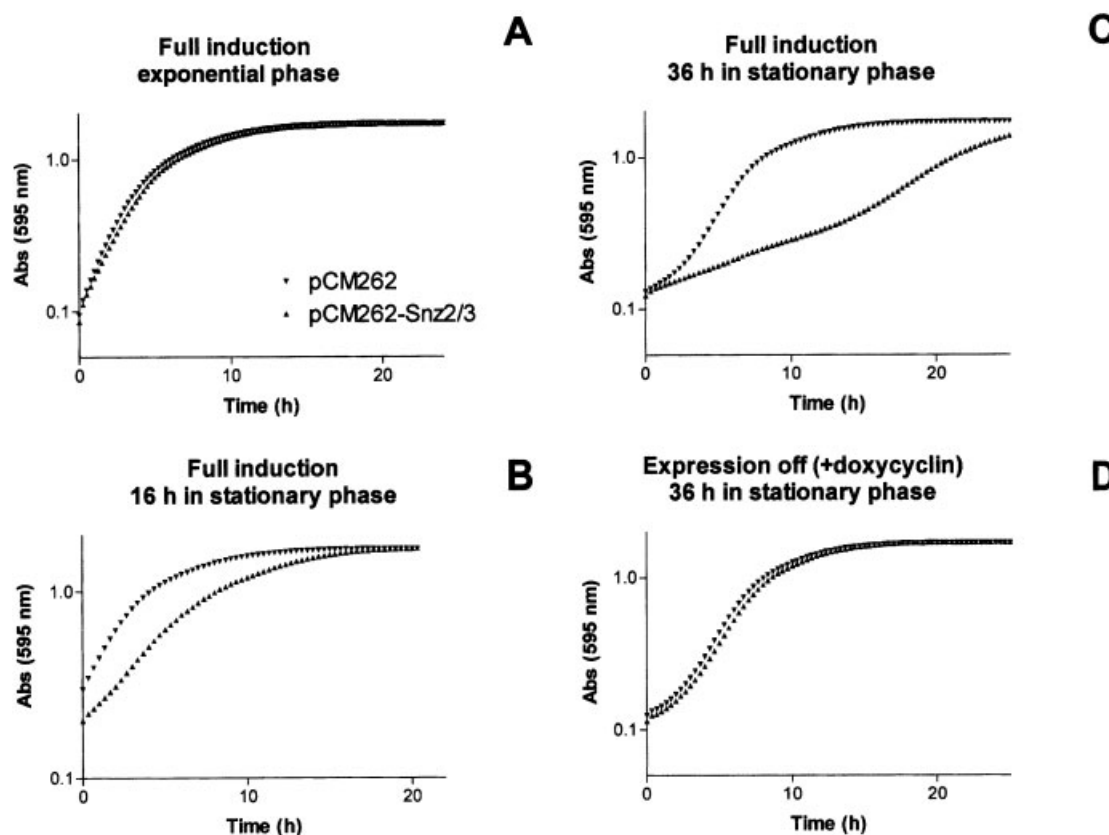 A
Full induction
exponential phase
Abs (595 nm)
1.0
0.1
▼ pCM262
▲ pCM262-Snz2/3
0 10 20
Time (h)
C
Full induction
36 h in stationary phase
Abs (595 nm)
1.0
0.1
0 10 20
Time (h)
B
Full induction
16 h in stationary phase
Abs (595 nm)
1.0
0.1
0 10 20
Time (h)
D
Expression off (+doxycyclin)
36 h in stationary phase
Abs (595 nm)
1.0
0.1
0 10 20
Time (h)